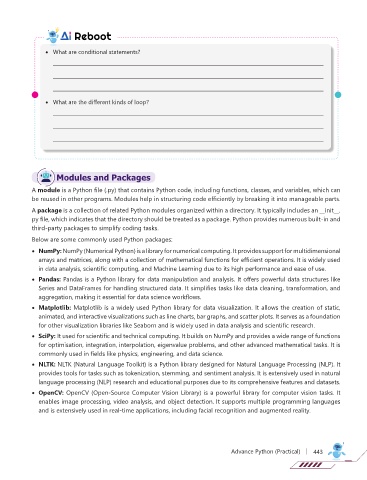 Ai Reboot
• What are conditional statements?
• What are the different kinds of loop?
Modules and Packages
A module is a Python file (.py) that contains Python code, including functions, classes, and variables, which can
be reused in other programs. Modules help in structuring code efficiently by breaking it into manageable parts.
A package is a collection of related Python modules organized within a directory. It typically includes an __init__.
py file, which indicates that the directory should be treated as a package. Python provides numerous built-in and
third-party packages to simplify coding tasks.
Below are some commonly used Python packages:
• NumPy: NumPy (Numerical Python) is a library for numerical computing. It provides support for multidimensional
arrays and matrices, along with a collection of mathematical functions for efficient operations. It is widely used
in data analysis, scientific computing, and Machine Learning due to its high performance and ease of use.
• Pandas: Pandas is a Python library for data manipulation and analysis. It offers powerful data structures like
Series and DataFrames for handling structured data. It simplifies tasks like data cleaning, transformation, and
aggregation, making it essential for data science workflows.
• Matplotlib: Matplotlib is a widely used Python library for data visualization. It allows the creation of static,
animated, and interactive visualizations such as line charts, bar graphs, and scatter plots. It serves as a foundation
for other visualization libraries like Seaborn and is widely used in data analysis and scientific research.
• SciPy: It used for scientific and technical computing. It builds on NumPy and provides a wide range of functions
for optimisation, integration, interpolation, eigenvalue problems, and other advanced mathematical tasks. It is
commonly used in fields like physics, engineering, and data science.
• NLTK: NLTK (Natural Language Toolkit) is a Python library designed for Natural Language Processing (NLP). It
provides tools for tasks such as tokenization, stemming, and sentiment analysis. It is extensively used in natural
language processing (NLP) research and educational purposes due to its comprehensive features and datasets.
• OpenCV: OpenCV (Open-Source Computer Vision Library) is a powerful library for computer vision tasks. It
enables image processing, video analysis, and object detection. It supports multiple programming languages
and is extensively used in real-time applications, including facial recognition and augmented reality.
Advance Python (Practical) | 443